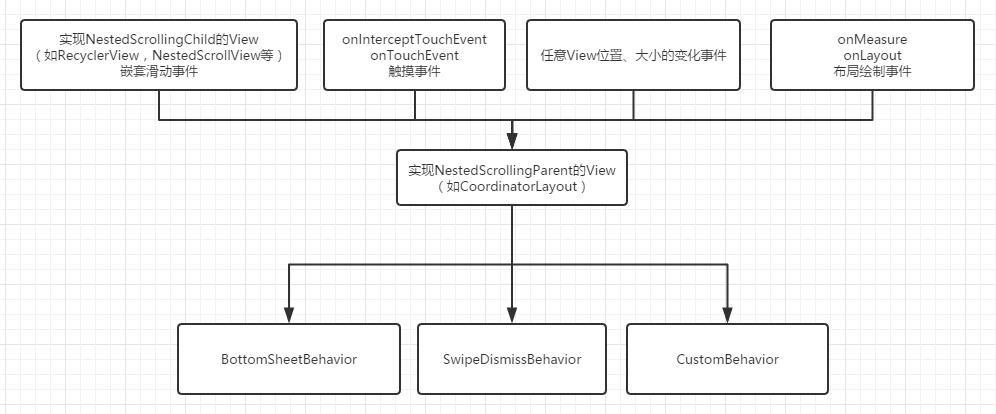 实现NestedScrollingChild的View
（如RecyclerView，NestedScrollView等）
嵌套滑动事件
onInterceptTouchEvent
onTouchEvent
触摸事件
任意View位置、大小的变化事件
onMeasure
onLayout
布局绘制事件
实现NestedScrollingParent的View
（如CoordinatorLayout）
BottomSheetBehavior
SwipeDismissBehavior
CustomBehavior